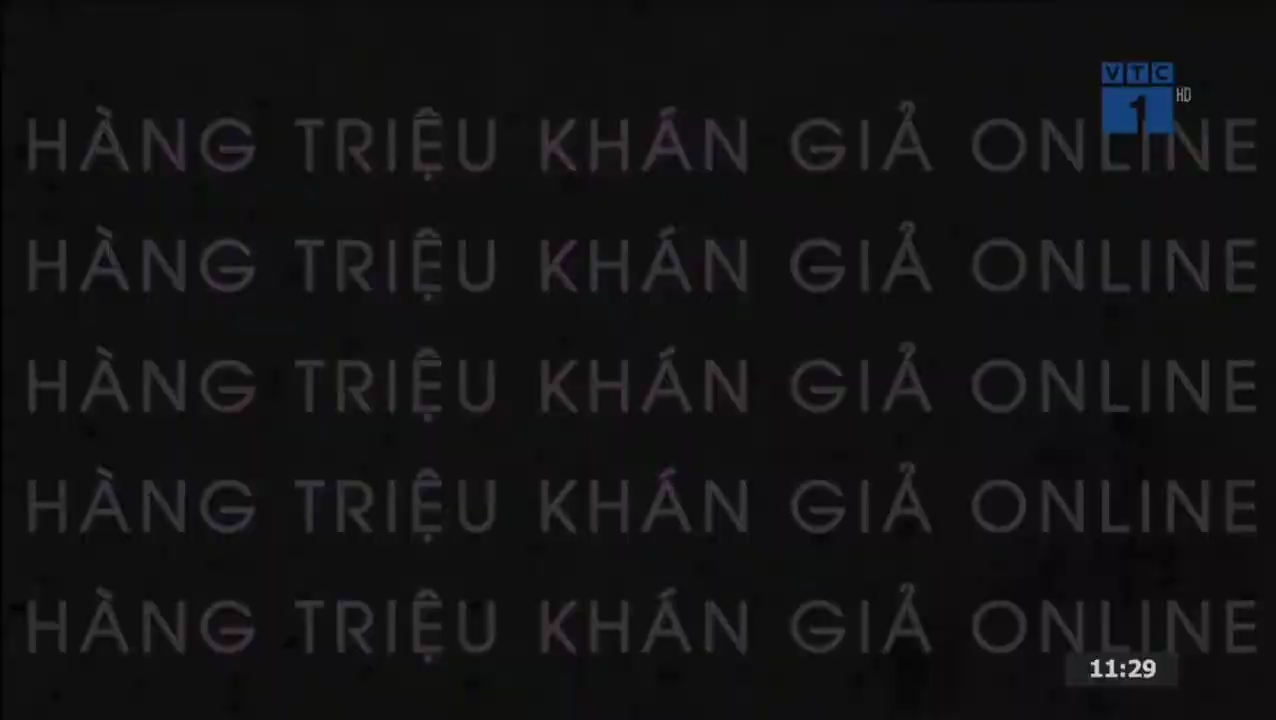 VTC
1 HD
HÀNG TRIỆU KHÁN GIẢ ONLINE
HÀNG TRIỆU KHÁN GIẢ ONLINE
HÀNG TRIỆU KHÁN GIẢ ONLINE
HÀNG TRIỆU KHÁN GIẢ ONLINE
HÀNG TRIỆU KHÁN GIẢ ONLINE
11:29